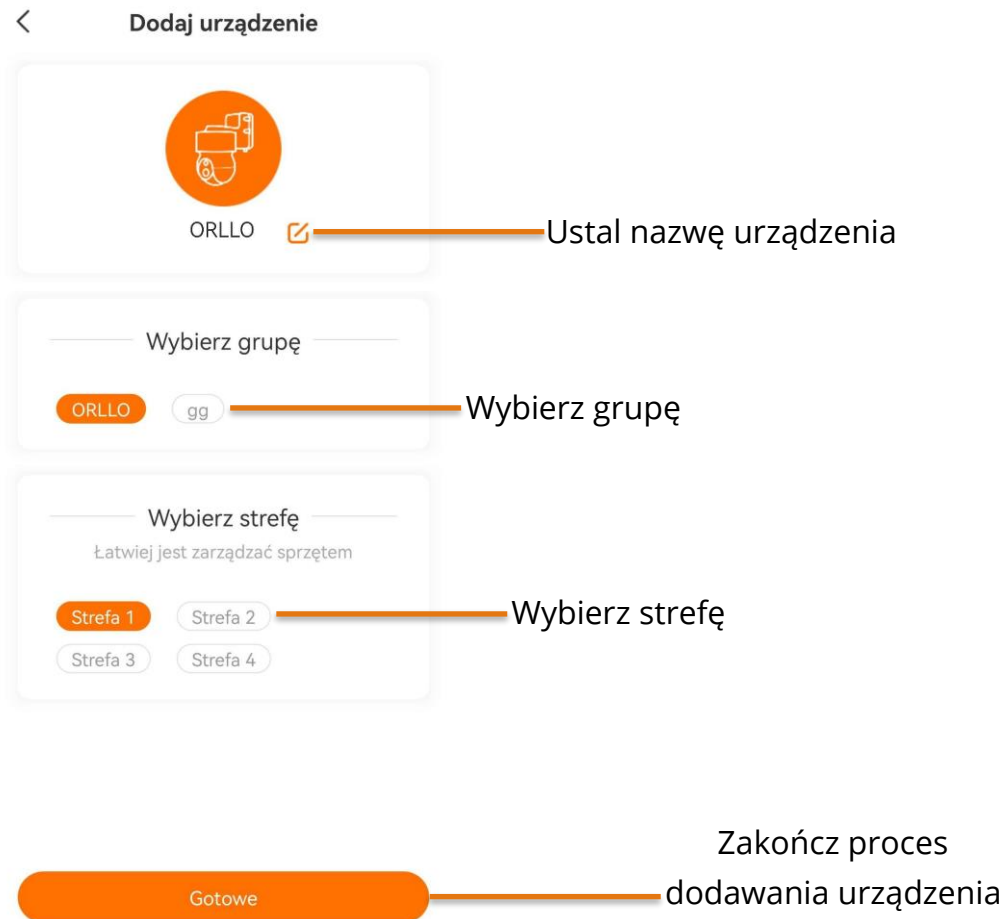 Dodaj urządzenie
ORLLO
Ustal nazwę urządzenia
Wybierz grupę
ORLLO
gg
Wybierz grupę
Wybierz strefę
Łatwiej jest zarządzać sprzętem
Strefa 1
Strefa 2
Wybierz strefę
Strefa 3
Strefa 4
Zakończ proces
dodawania urządzenia
Gotowe